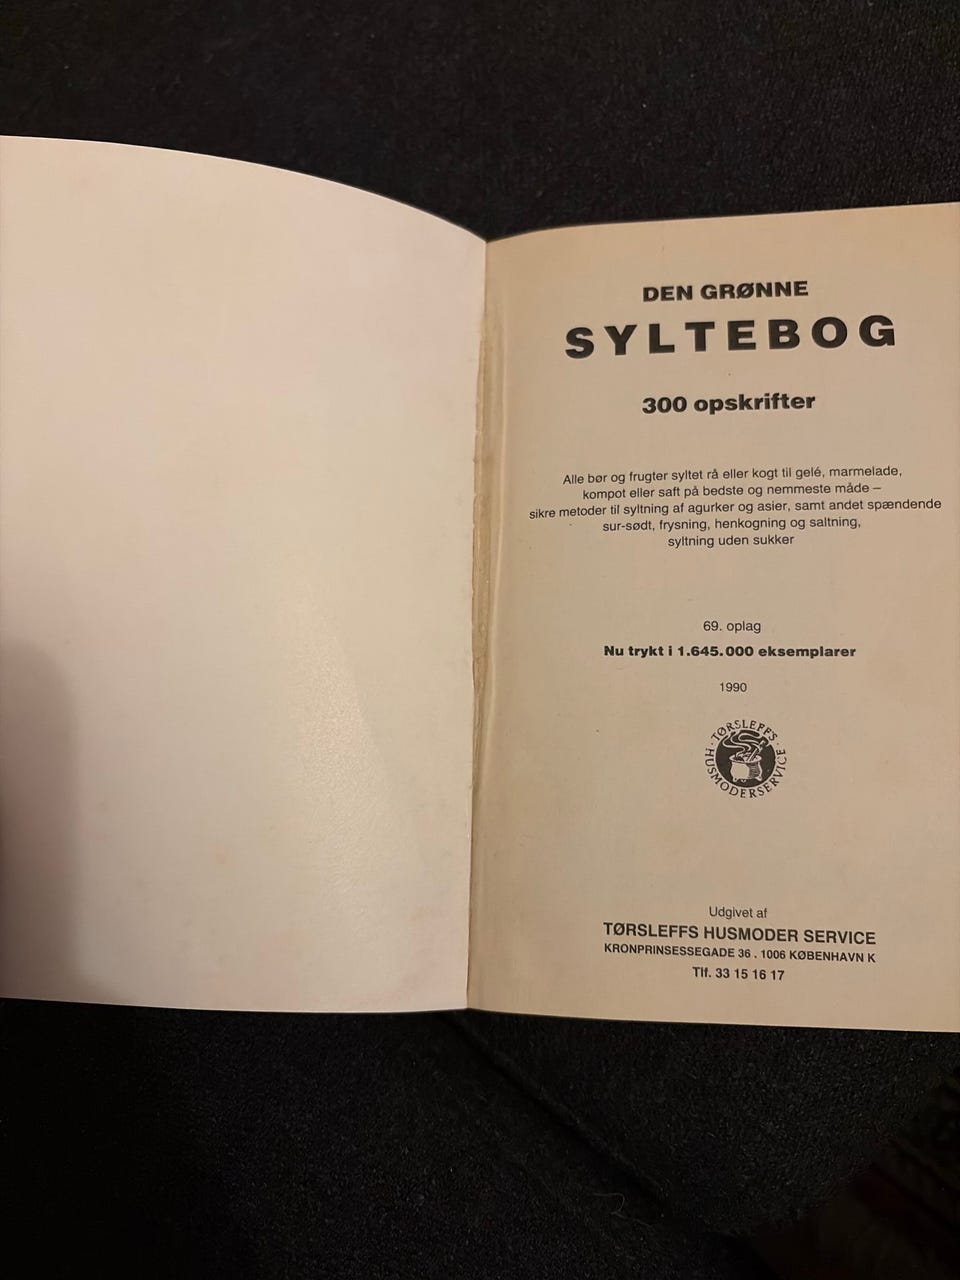 DEN GRØNNE
SYLTEBOG
300 opskrifter
Alle bør og frugter syltet rå eller kogt til gelé, marmelade,
kompot eller saft på bedste og nemmeste måde –
sikre metoder til syltning af agurker og asier, samt andet spændende
sur-sødt, frysning, henkogning og saltning,
syltning uden sukker
69. oplag
Nu trykt i 1.645.000 eksemplarer
1990
· TØRSLEFF'S ·
HUSMODERSERVICE
Udgivet af
TØRSLEFFS HUSMODER SERVICE
KRONPRINSESSEGADE 36 . 1006 KØBENHAVN K
Tlf. 33 15 16 17